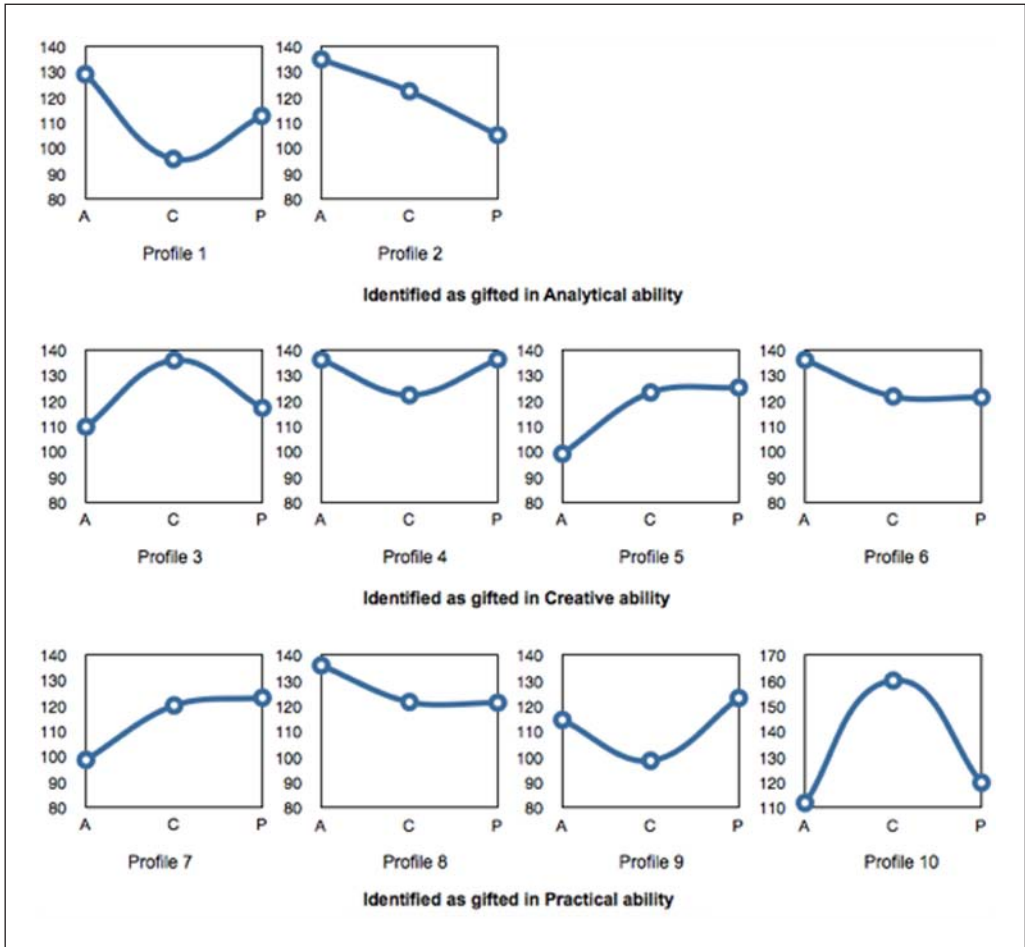 140 140
130 130
120 120
110 110
100 100
90 90
80 80
A C P A C P
Profile 1 Profile 2
Identified as gifted in Analytical ability
140 140 140 140
130 130 130 130
120 120 120 120
110 110 110 110
100 100 100 100
90 90 90 90
80 80 80 80
A C P A C P A C P A C P
Profile 3 Profile 4 Profile 5 Profile 6
Identified as gifted in Creative ability
140 140 140 170
130 130 130 160
120 120 120 150
110 110 110 140
100 100 100 130
90 90 90 120
80 80 80 110
A C P A C P A C P A C P
Profile 7 Profile 8 Profile 9 Profile 10
Identified as gifted in Practical ability